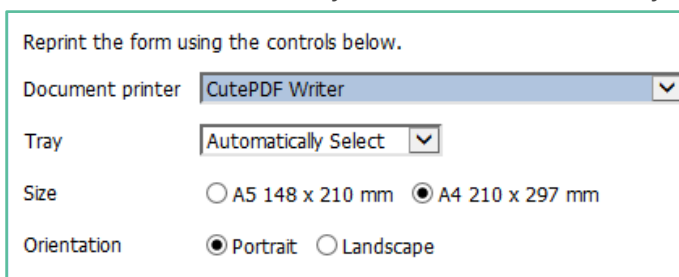 Reprint the form using the controls below.
Document printer CutePDF Writer
Tray Automatically Select
Size A5 148 x 210 mm A4 210 x 297 mm
Orientation Portrait Landscape